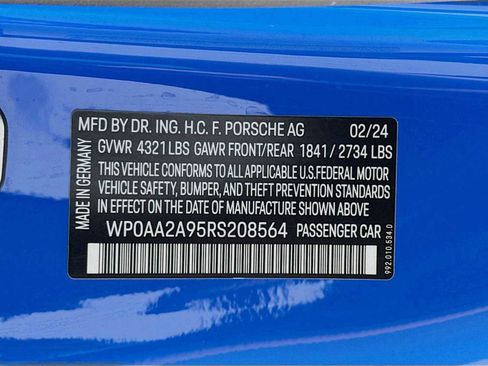 MFD BY DR. ING. H.C. F. PORSCHE AG 02/24
GVWR 4321 LBS GAWR FRONT/REAR 1841 / 2734 LBS
THIS VEHICLE CONFORMS TO ALL APPLICABLE U.S.FEDERAL MOTOR
VEHICLE SAFETY, BUMPER, AND THEFT PREVENTION STANDARDS
IN EFFECT ON THE DATE OF MANUFACTURE SHOWN ABOVE.
WP0AA2A95RS208564 PASSENGER CAR
MADE IN GERMANY
992.010.534.0